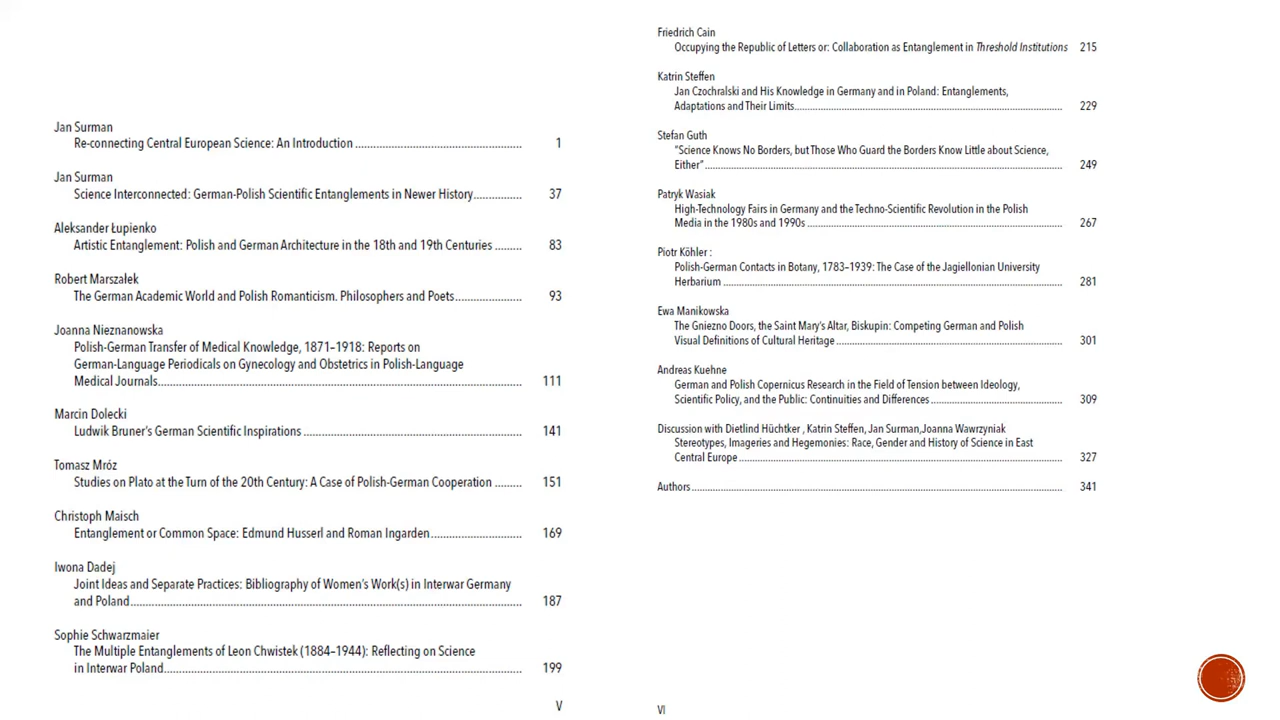 Jan Surman
Re-connecting Central European Science: An Introduction ........ 1
Jan Surman
Science Interconnected: German-Polish Scientific Entanglements in Newer History ........ 37
Aleksander Łupienko
Artistic Entanglement: Polish and German Architecture in the 18th and 19th Centuries ........ 83
Robert Marszałek
The German Academic World and Polish Romanticism. Philosophers and Poets ........ 93
Joanna Nieznanowska
Polish-German Transfer of Medical Knowledge, 1871–1918: Reports on
German-Language Periodicals on Gynecology and Obstetrics in Polish-Language
Medical Journals ........ 111
Marcin Dolecki
Ludwik Bruner's German Scientific Inspirations ........ 141
Tomasz Mróz
Studies on Plato at the Turn of the 20th Century: A Case of Polish-German Cooperation ........ 151
Christoph Maisch
Entanglement or Common Space: Edmund Husserl and Roman Ingarden ........ 169
Iwona Dadej
Joint Ideas and Separate Practices: Bibliography of Women's Work(s) in Interwar Germany
and Poland ........ 187
Sophie Schwarzmaier
The Multiple Entanglements of Leon Chwistek (1884–1944): Reflecting on Science
in Interwar Poland ........ 199
V
Friedrich Cain
Occupying the Republic of Letters or: Collaboration as Entanglement in Threshold Institutions 215
Katrin Steffen
Jan Czochralski and His Knowledge in Germany and in Poland: Entanglements,
Adaptations and Their Limits ........ 229
Stefan Guth
"Science Knows No Borders, but Those Who Guard the Borders Know Little about Science,
Either" ........ 249
Patryk Wasiak
High-Technology Fairs in Germany and the Techno-Scientific Revolution in the Polish
Media in the 1980s and 1990s ........ 267
Piotr Köhler :
Polish-German Contacts in Botany, 1783–1939: The Case of the Jagiellonian University
Herbarium ........ 281
Ewa Manikowska
The Gniezno Doors, the Saint Mary's Altar, Biskupin: Competing German and Polish
Visual Definitions of Cultural Heritage ........ 301
Andreas Kuehne
German and Polish Copernicus Research in the Field of Tension between Ideology,
Scientific Policy, and the Public: Continuities and Differences ........ 309
Discussion with Dietlind Hüchtker , Katrin Steffen, Jan Surman,Joanna Wawrzyniak
Stereotypes, Imageries and Hegemonies: Race, Gender and History of Science in East
Central Europe ........ 327
Authors ........ 341
VI